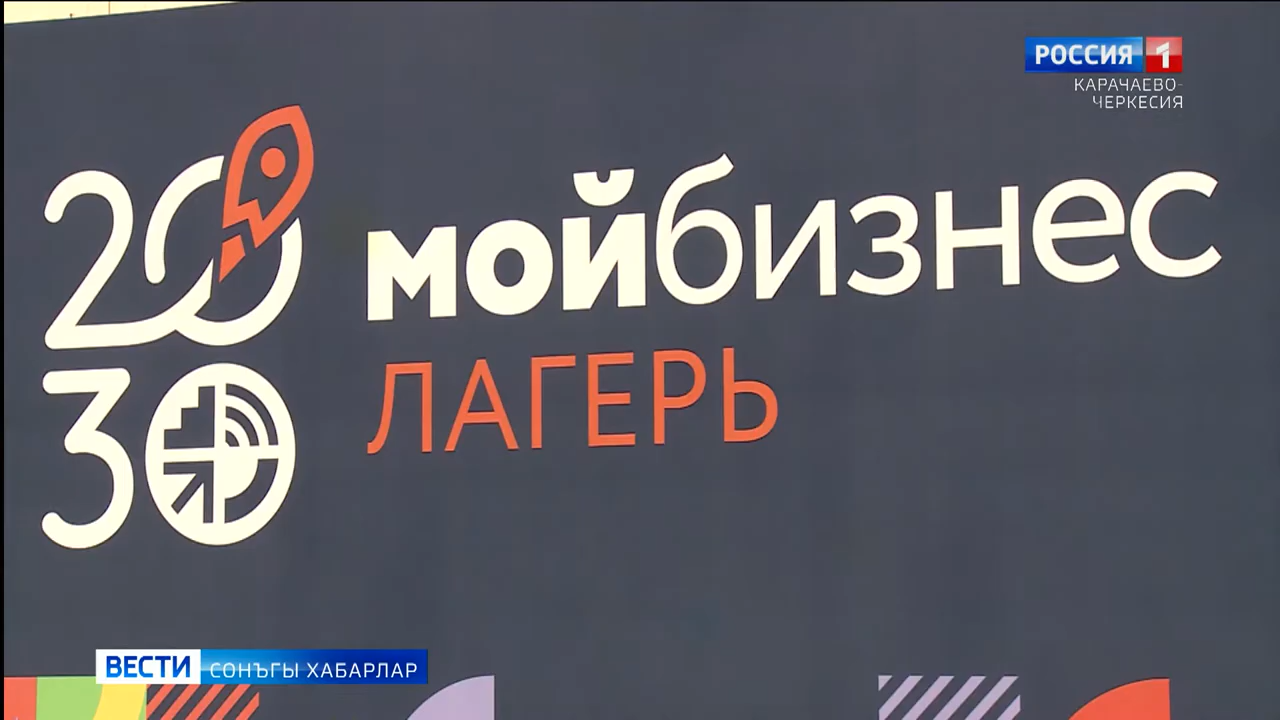 РОССИЯ 1
КАРАЧАЕВО-
ЧЕРКЕСИЯ
20
30
мойбизнес
ЛАГЕРЬ
ВЕСТИ СОНЪГЫ ХАБАРЛАР